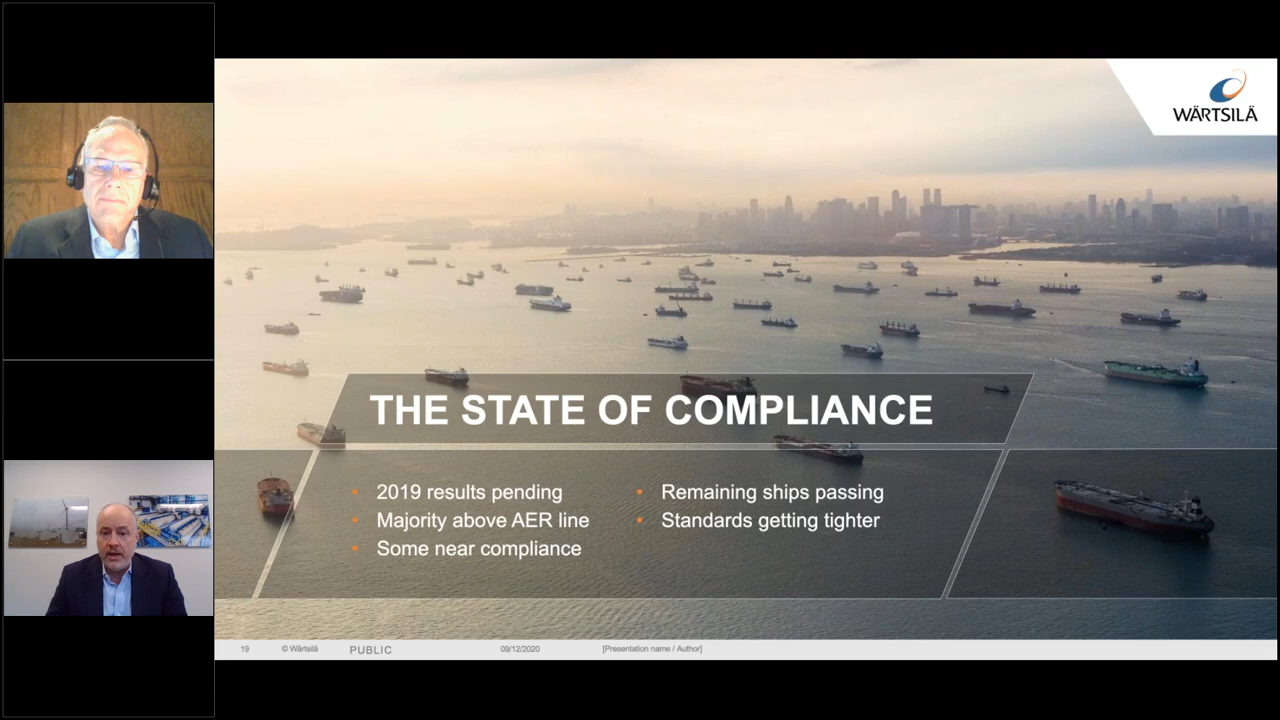 WÄRTSILÄ
THE STATE OF COMPLIANCE
• 2019 results pending
• Majority above AER line
• Some near compliance
• Remaining ships passing
• Standards getting tighter
19 © Wärtsilä PUBLIC 09/12/2020 [Presentation name / Author]